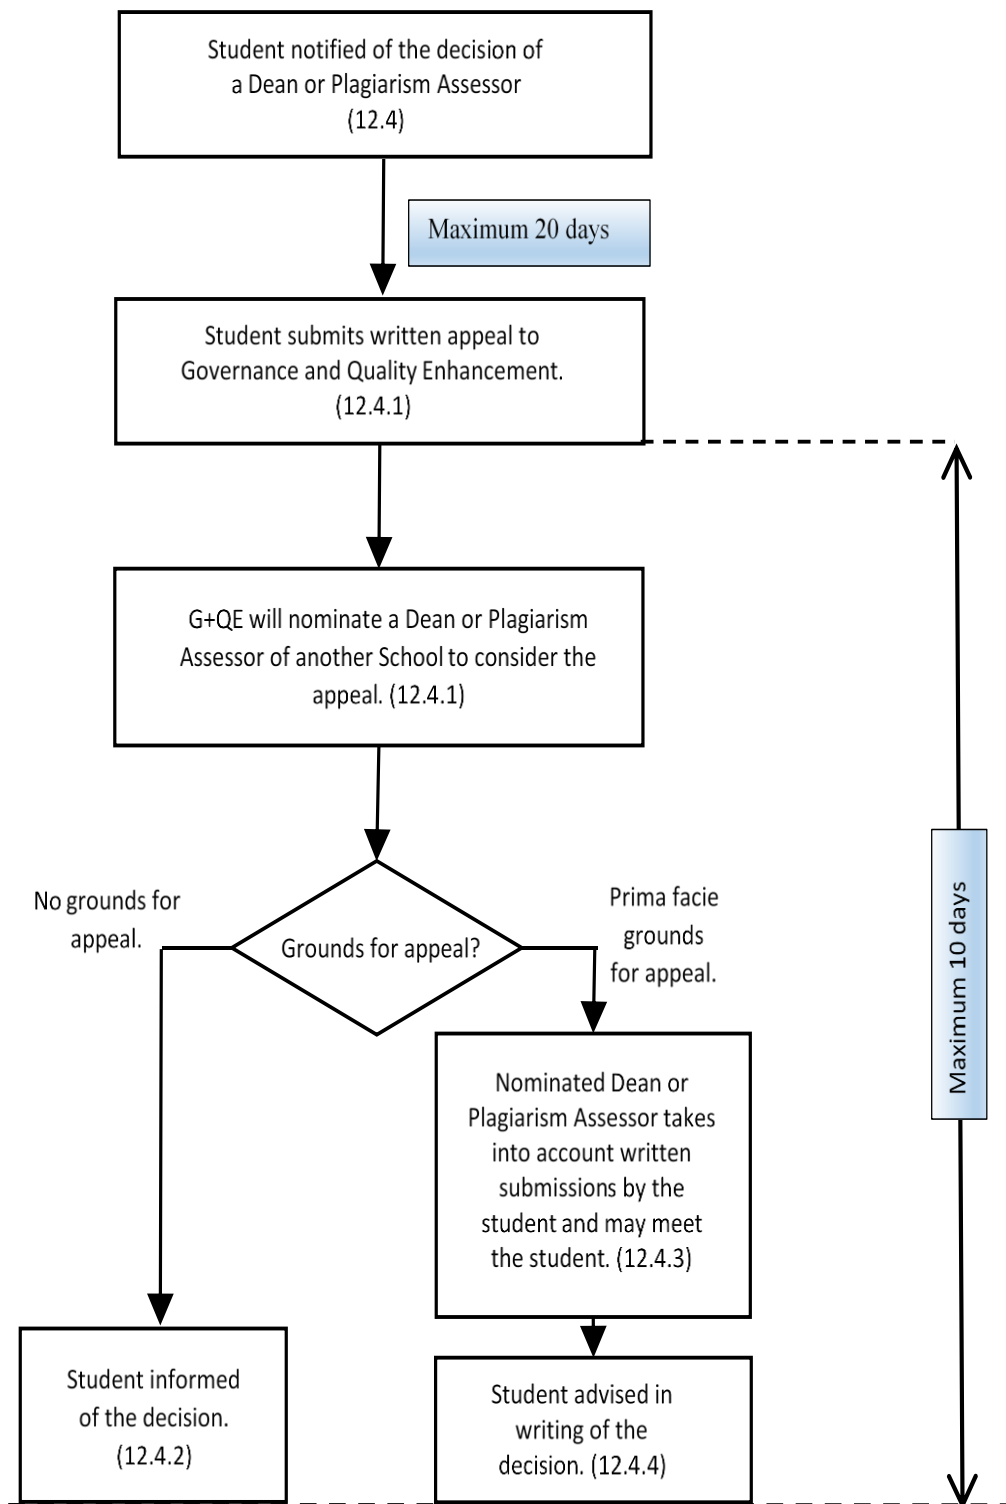 Student notified of the decision of
a Dean or Plagiarism Assessor
(12.4)
Maximum 20 days
Student submits written appeal to
Governance and Quality Enhancement.
(12.4.1)
G+QE will nominate a Dean or Plagiarism
Assessor of another School to consider the
appeal. (12.4.1)
No grounds for
appeal.
Grounds for appeal?
Prima facie
grounds
for appeal.
Maximum 10 days
Nominated Dean or
Plagiarism Assessor takes
into account written
submissions by the
student and may meet
the student. (12.4.3)
Student informed
of the decision.
(12.4.2)
Student advised in
writing of the
decision. (12.4.4)